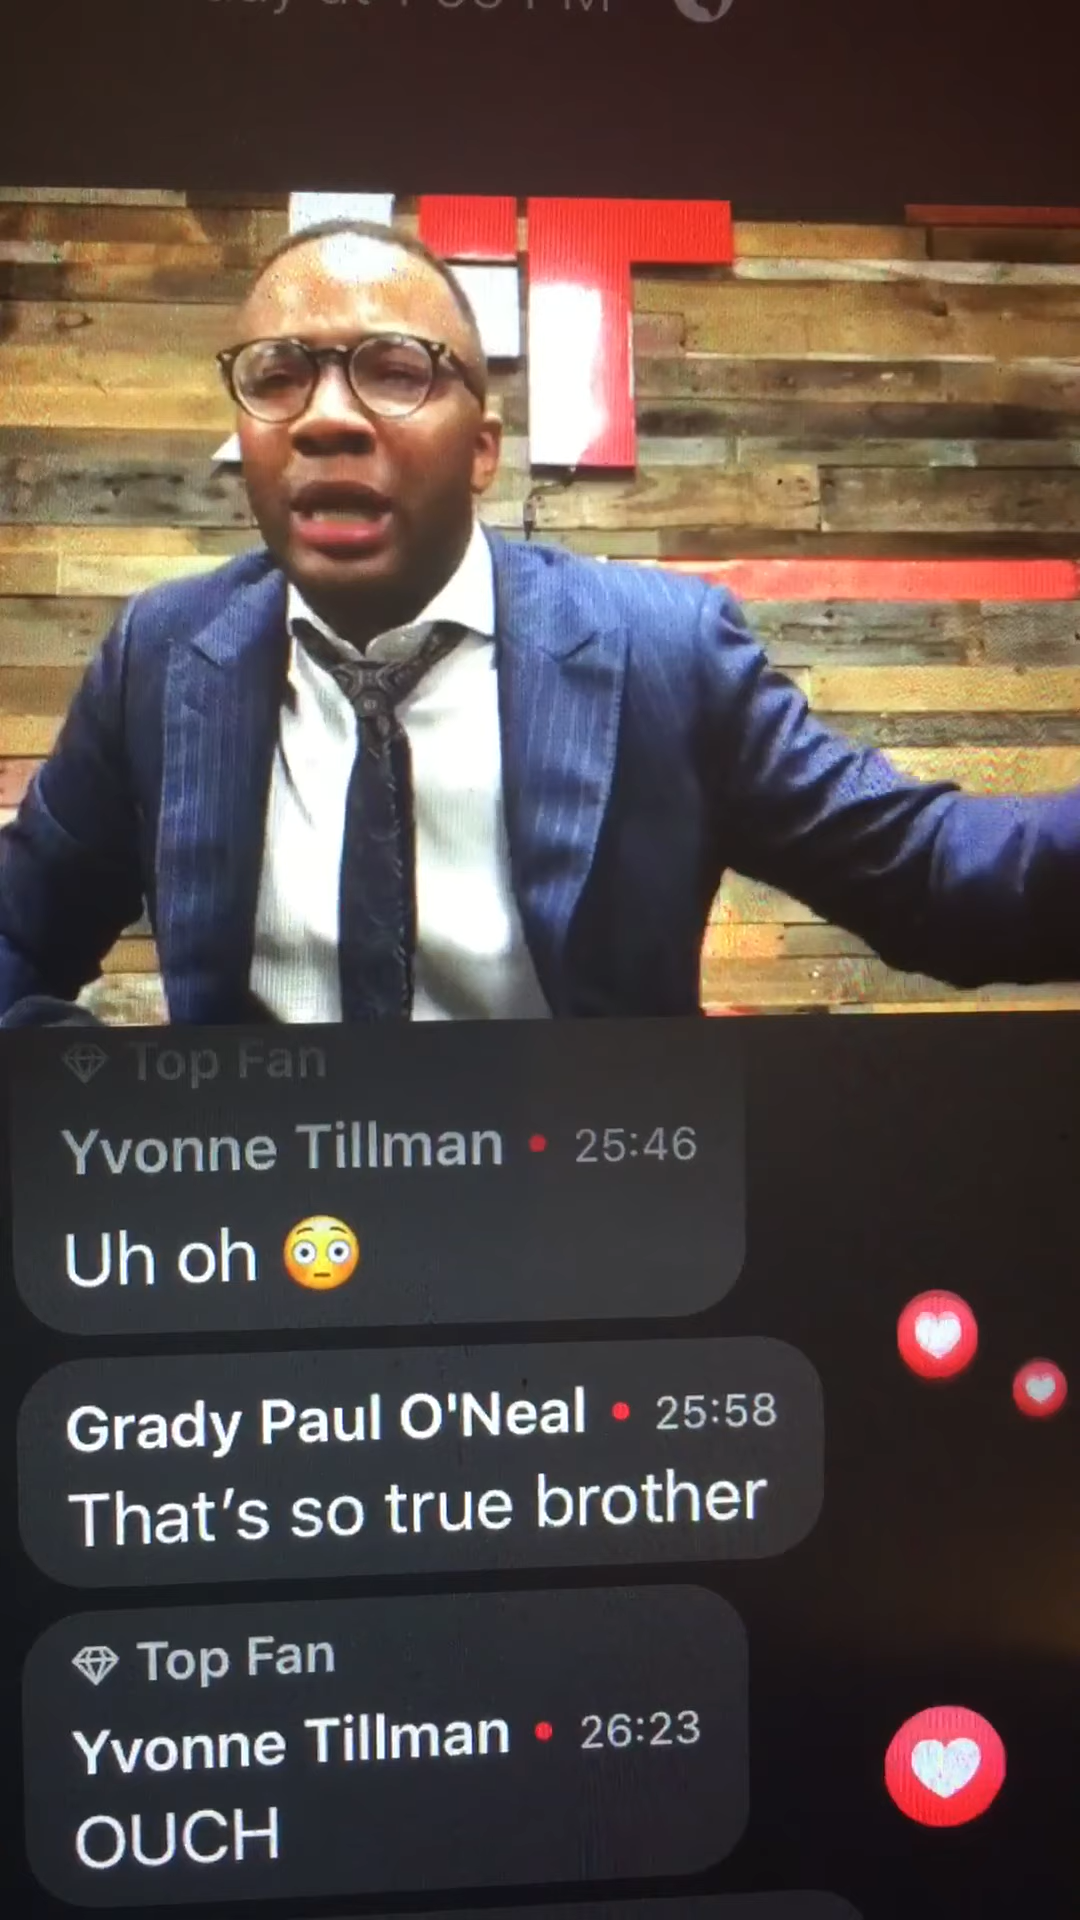 T
Top Fan
Yvonne Tillman • 25:46
Uh oh 😳
Grady Paul O'Neal • 25:58
That's so true brother
Top Fan
Yvonne Tillman • 26:23
OUCH